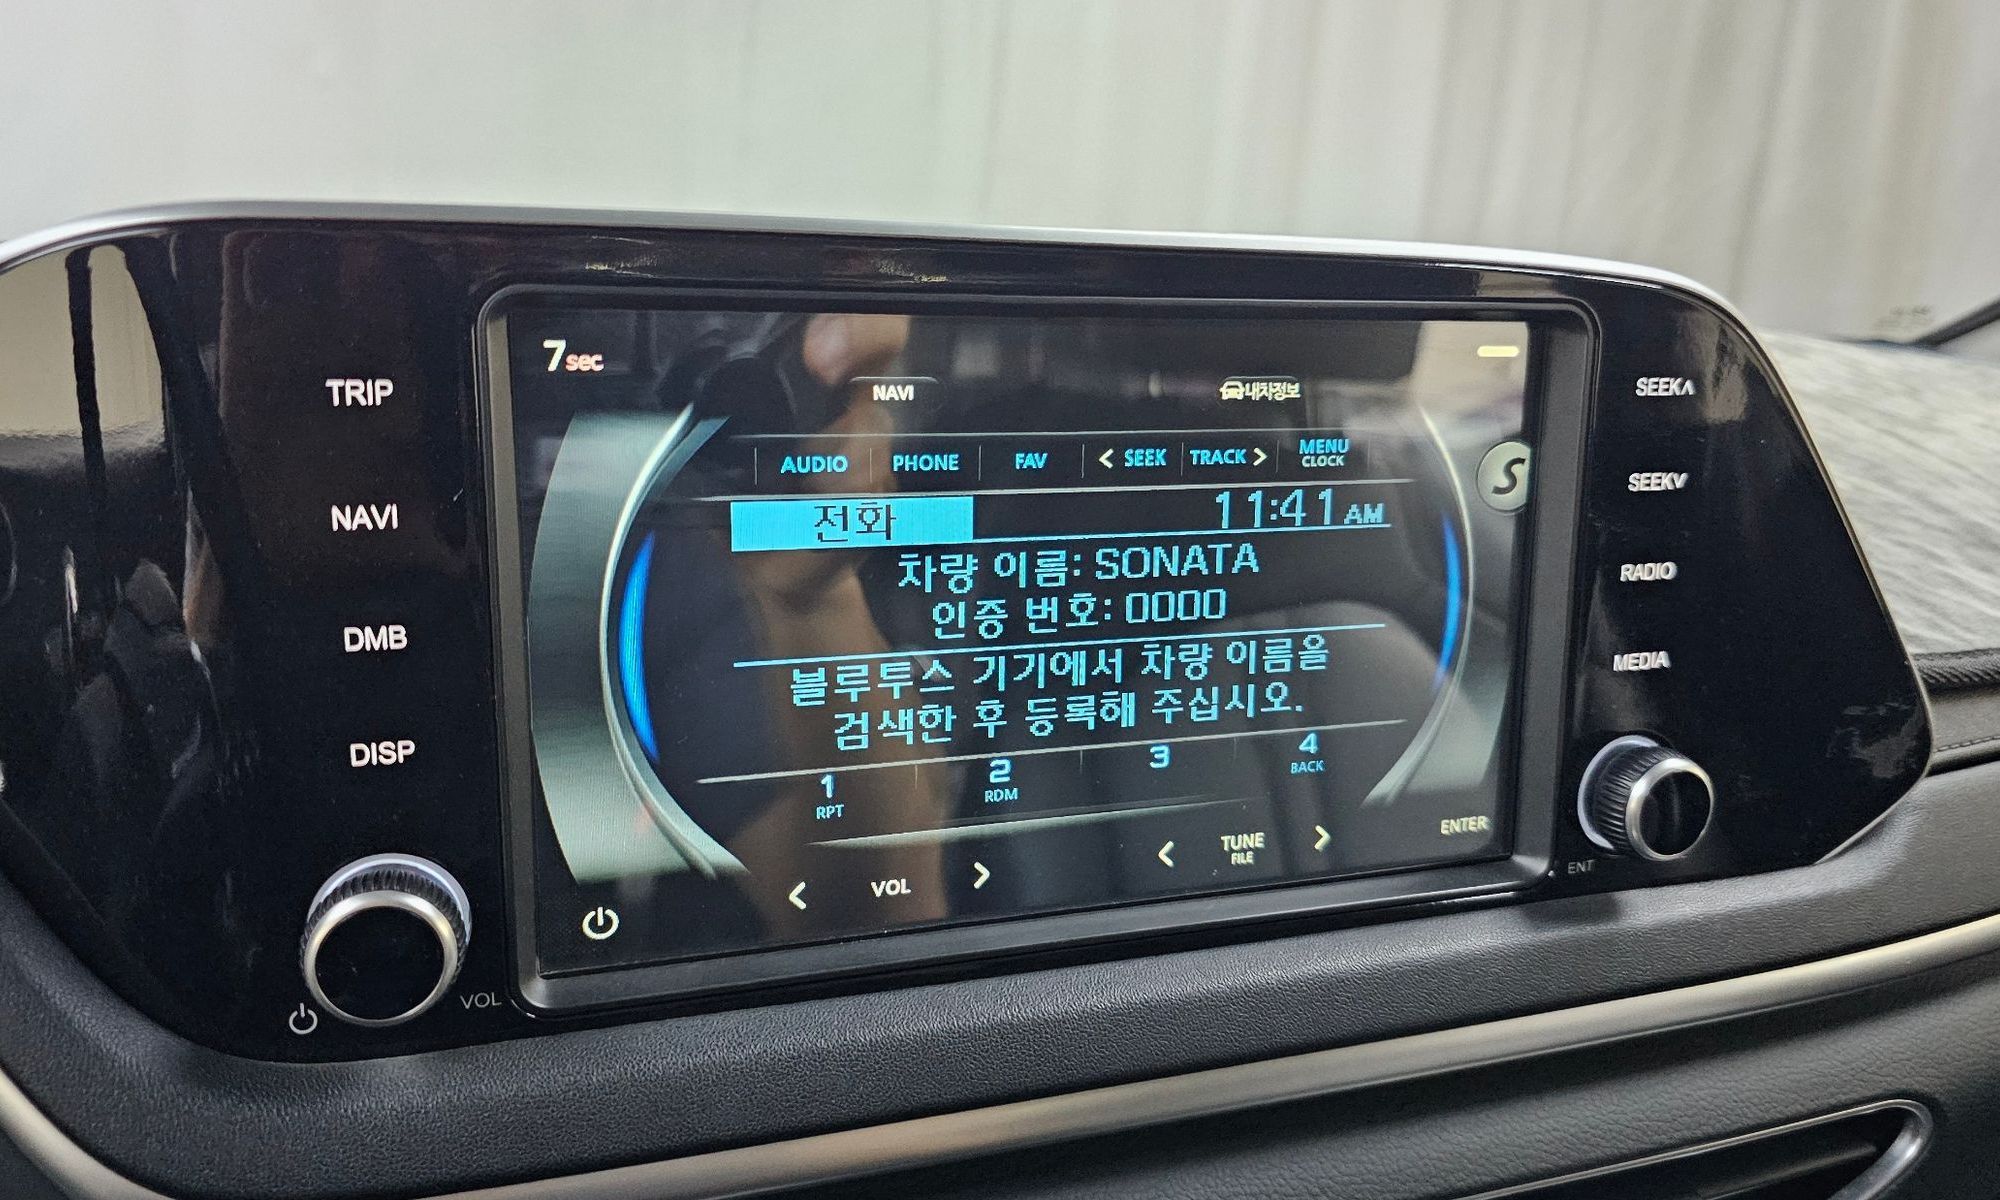 TRIP
NAVI
DMB
DISP
VOL
7sec
NAVI
내차정보
AUDIO PHONE FAV < SEEK TRACK > MENU
CLOCK
전화 11:41 AM
차량 이름: SONATA
인증 번호: 0000
블루투스 기기에서 차량 이름을
검색한 후 등록해 주십시오.
1 2 3 4
RPT RDM BACK
< VOL >
< TUNE >
FILE
ENTER
S
SEEK∧
SEEK∨
RADIO
MEDIA
ENT